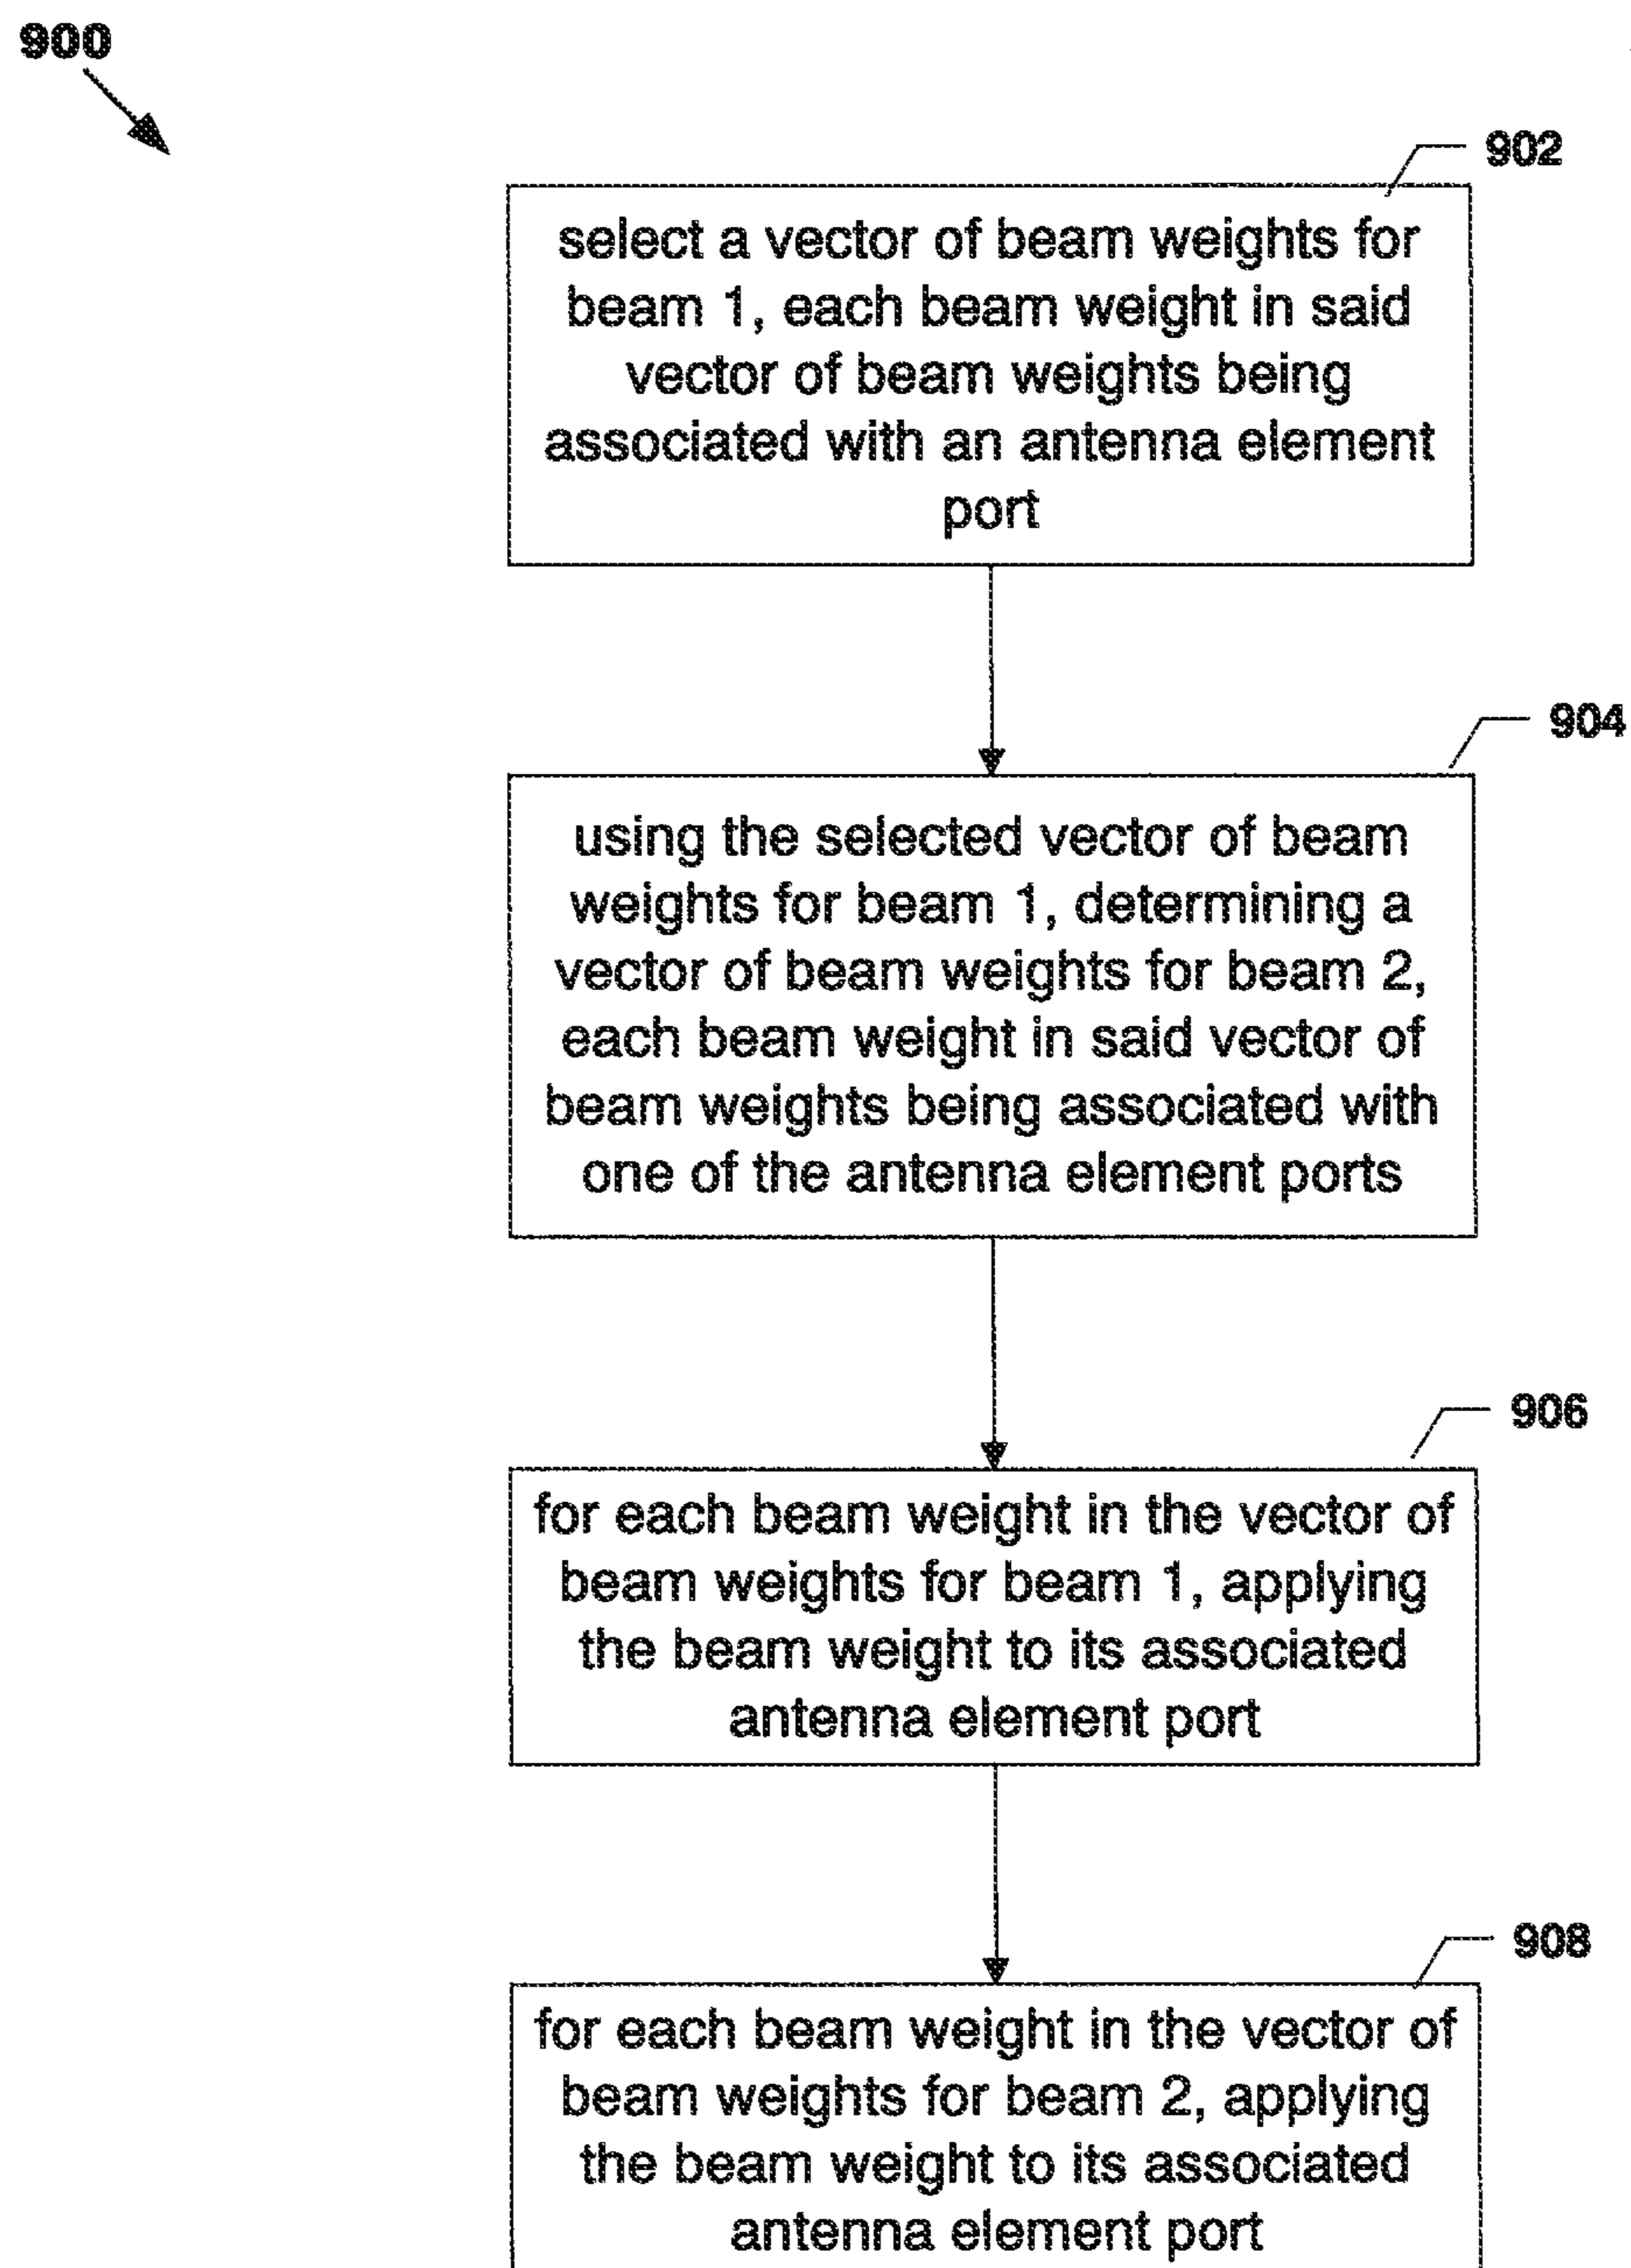 900
902
select a vector of beam weights for
beam 1, each beam weight in said
vector of beam weights being
associated with an antenna element
port
904
using the selected vector of beam
weights for beam 1, determining a
vector of beam weights for beam 2,
each beam weight in said vector of
beam weights being associated with
one of the antenna element ports
906
for each beam weight in the vector of
beam weights for beam 1, applying
the beam weight to its associated
antenna element port
908
for each beam weight in the vector of
beam weights for beam 2, applying
the beam weight to its associated
antenna element port